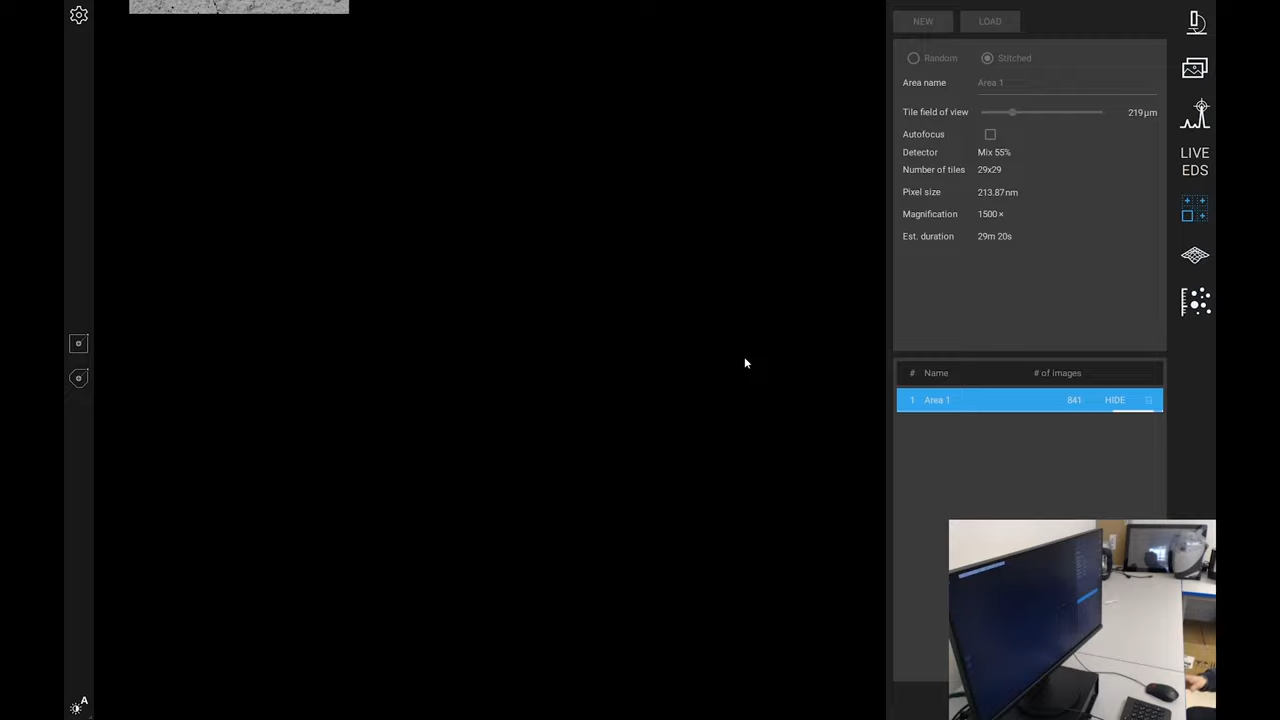 NEW LOAD
Random Stitched
Area name Area 1
Tile field of view 219 µm
Autofocus
Detector Mix 55%
Number of tiles 29x29
Pixel size 213.87 nm
Magnification 1500 ×
Est. duration 29m 20s
LIVE
EDS
# Name # of images
1 Area 1 841 HIDE
A